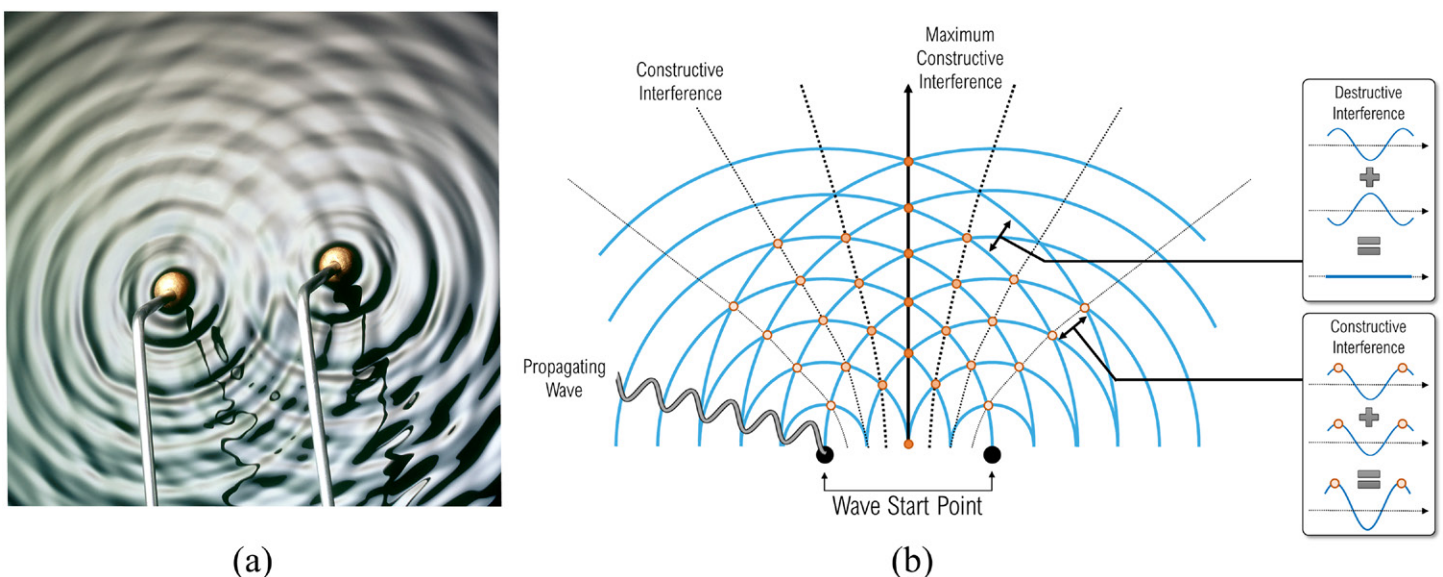 Maximum
Constructive
Interference
Constructive
Interference
Destructive
Interference
Propagating
Wave
Constructive
Interference
Wave Start Point
(a)
(b)